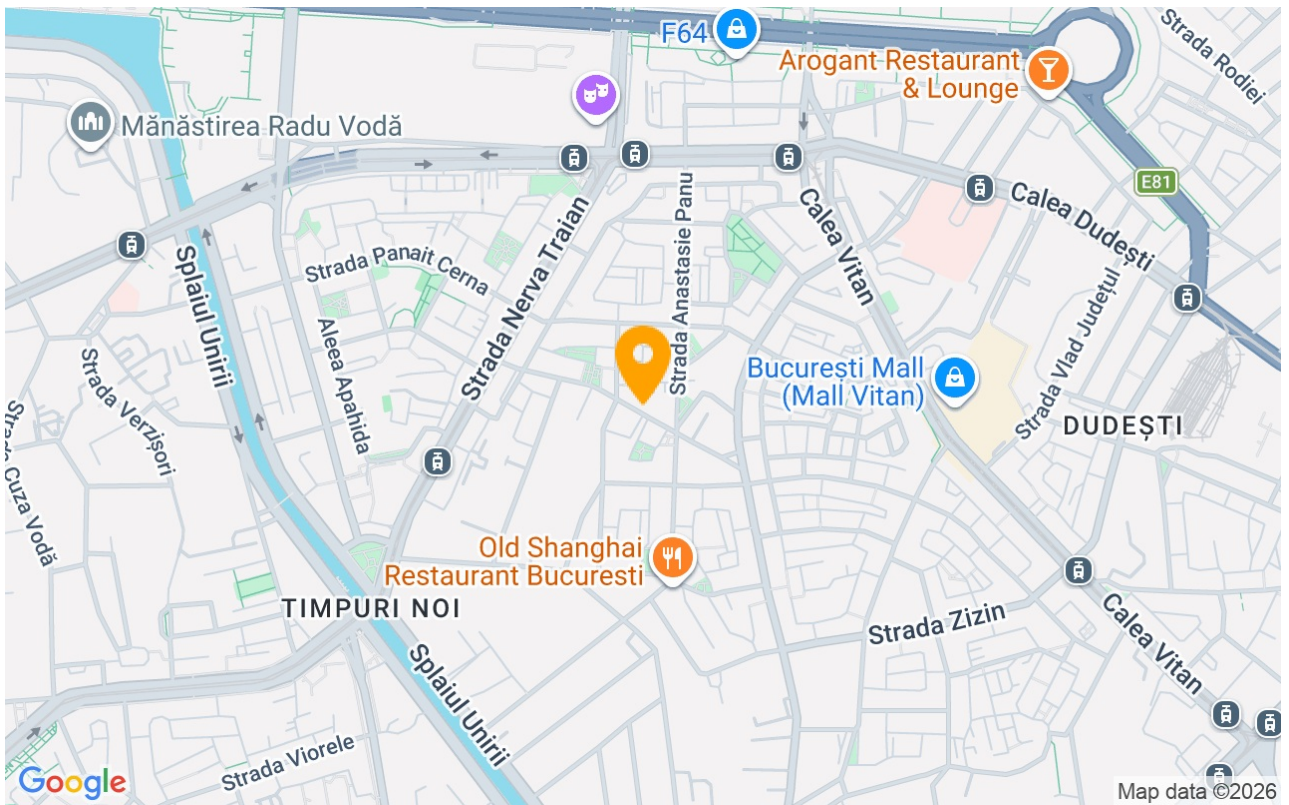 F64
Arogant Restaurant
& Lounge
Strada Rodiei
Mănăstirea Radu Vodă
E81
Calea Dudești
Strada Panait Cerna
Strada Nerva Traian
Strada Anastasie Panu
Calea Vitan
Splaiul Unirii
Aleea Apahida
Strada Verzișori
București Mall
(Mall Vitan)
Strada Vlad Județul
DUDEȘTI
Cuza Vodă
Old Shanghai
Restaurant Bucuresti
TIMPURI NOI
Strada Zizin
Calea Vitan
Splaiul Unirii
Strada Viorele
Google
Map data ©2026